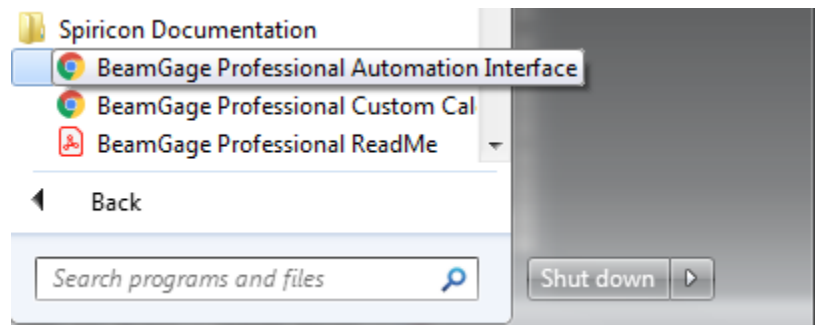 Spiricon Documentation
BeamGage Professional Automation Interface
BeamGage Professional Custom Cal
BeamGage Professional ReadMe
Back
Search programs and files
Shut down